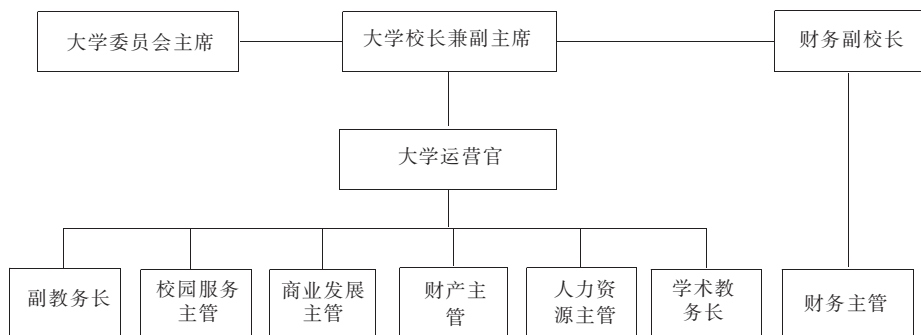 大学委员会主席
大学校长兼副主席
财务副校长
大学运营官
副教务长
校园服务
主管
商业发展
主管
财产主
管
人力资
源主管
学术教
务长
财务主管